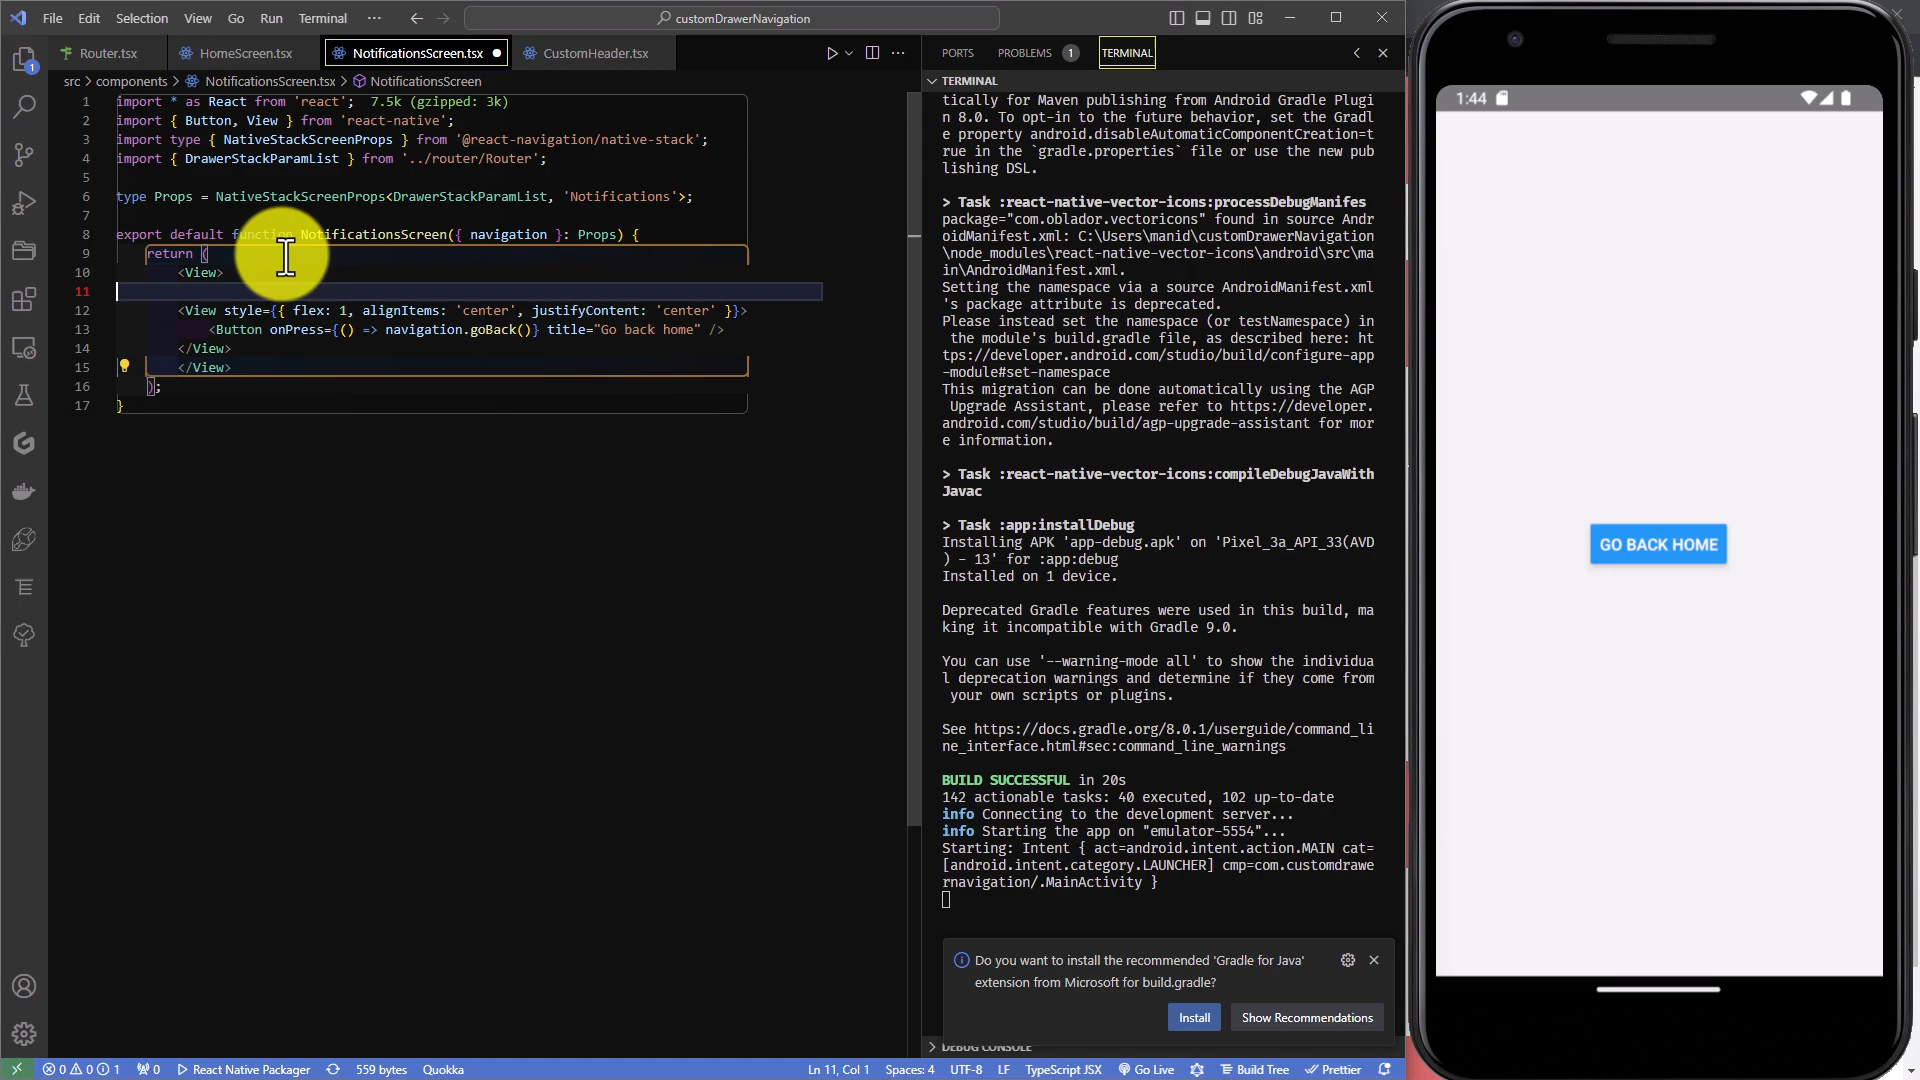 File Edit Selection View Go Run Terminal ··· customDrawerNavigation
Router.tsx HomeScreen.tsx NotificationsScreen.tsx CustomHeader.tsx
src > components > NotificationsScreen.tsx > NotificationsScreen
1 import * as React from 'react'; 7.5k (gzipped: 3k)
2 import { Button, View } from 'react-native';
3 import type { NativeStackScreenProps } from '@react-navigation/native-stack';
4 import { DrawerStackParamList } from '../router/Router';
5
6 type Props = NativeStackScreenProps<DrawerStackParamList, 'Notifications'>;
7
8 export default function NotificationsScreen({ navigation }: Props) {
9 return (
10 <View>
11
12 <View style={{ flex: 1, alignItems: 'center', justifyContent: 'center' }}>
13 <Button onPress={() => navigation.goBack()} title="Go back home" />
14 </View>
15 </View>
16 );
17 }
PORTS PROBLEMS 1 TERMINAL
TERMINAL
tically for Maven publishing from Android Gradle Plugi
n 8.0. To opt-in to the future behavior, set the Gradl
e property android.disableAutomaticComponentCreation=t
rue in the `gradle.properties` file or use the new pub
lishing DSL.
> Task :react-native-vector-icons:processDebugManifes
package="com.oblador.vectoricons" found in source Andr
oidManifest.xml: C:\Users\manid\customDrawerNavigation
\node_modules\react-native-vector-icons\android\src\ma
in\AndroidManifest.xml.
Setting the namespace via a source AndroidManifest.xml
's package attribute is deprecated.
Please instead set the namespace (or testNamespace) in
the module's build.gradle file, as described here: ht
tps://developer.android.com/studio/build/configure-app
-module#set-namespace
This migration can be done automatically using the AGP
Upgrade Assistant, please refer to https://developer.
android.com/studio/build/agp-upgrade-assistant for mor
e information.
> Task :react-native-vector-icons:compileDebugJavaWith
Javac
> Task :app:installDebug
Installing APK 'app-debug.apk' on 'Pixel_3a_API_33(AVD
) - 13' for :app:debug
Installed on 1 device.
Deprecated Gradle features were used in this build, ma
king it incompatible with Gradle 9.0.
You can use '--warning-mode all' to show the individua
l deprecation warnings and determine if they come from
your own scripts or plugins.
See https://docs.gradle.org/8.0.1/userguide/command_li
ne_interface.html#sec:command_line_warnings
BUILD SUCCESSFUL in 20s
142 actionable tasks: 40 executed, 102 up-to-date
info Connecting to the development server...
info Starting the app on "emulator-5554"...
Starting: Intent { act=android.intent.action.MAIN cat=
[android.intent.category.LAUNCHER] cmp=com.customdrawe
rnavigation/.MainActivity }
Do you want to install the recommended 'Gradle for Java'
extension from Microsoft for build.gradle?
Install Show Recommendations
DEBUG CONSOLE
1:44
GO BACK HOME
0 0 1 0 React Native Packager 559 bytes Quokka Ln 11, Col 1 Spaces: 4 UTF-8 LF TypeScript JSX Go Live Build Tree Prettier